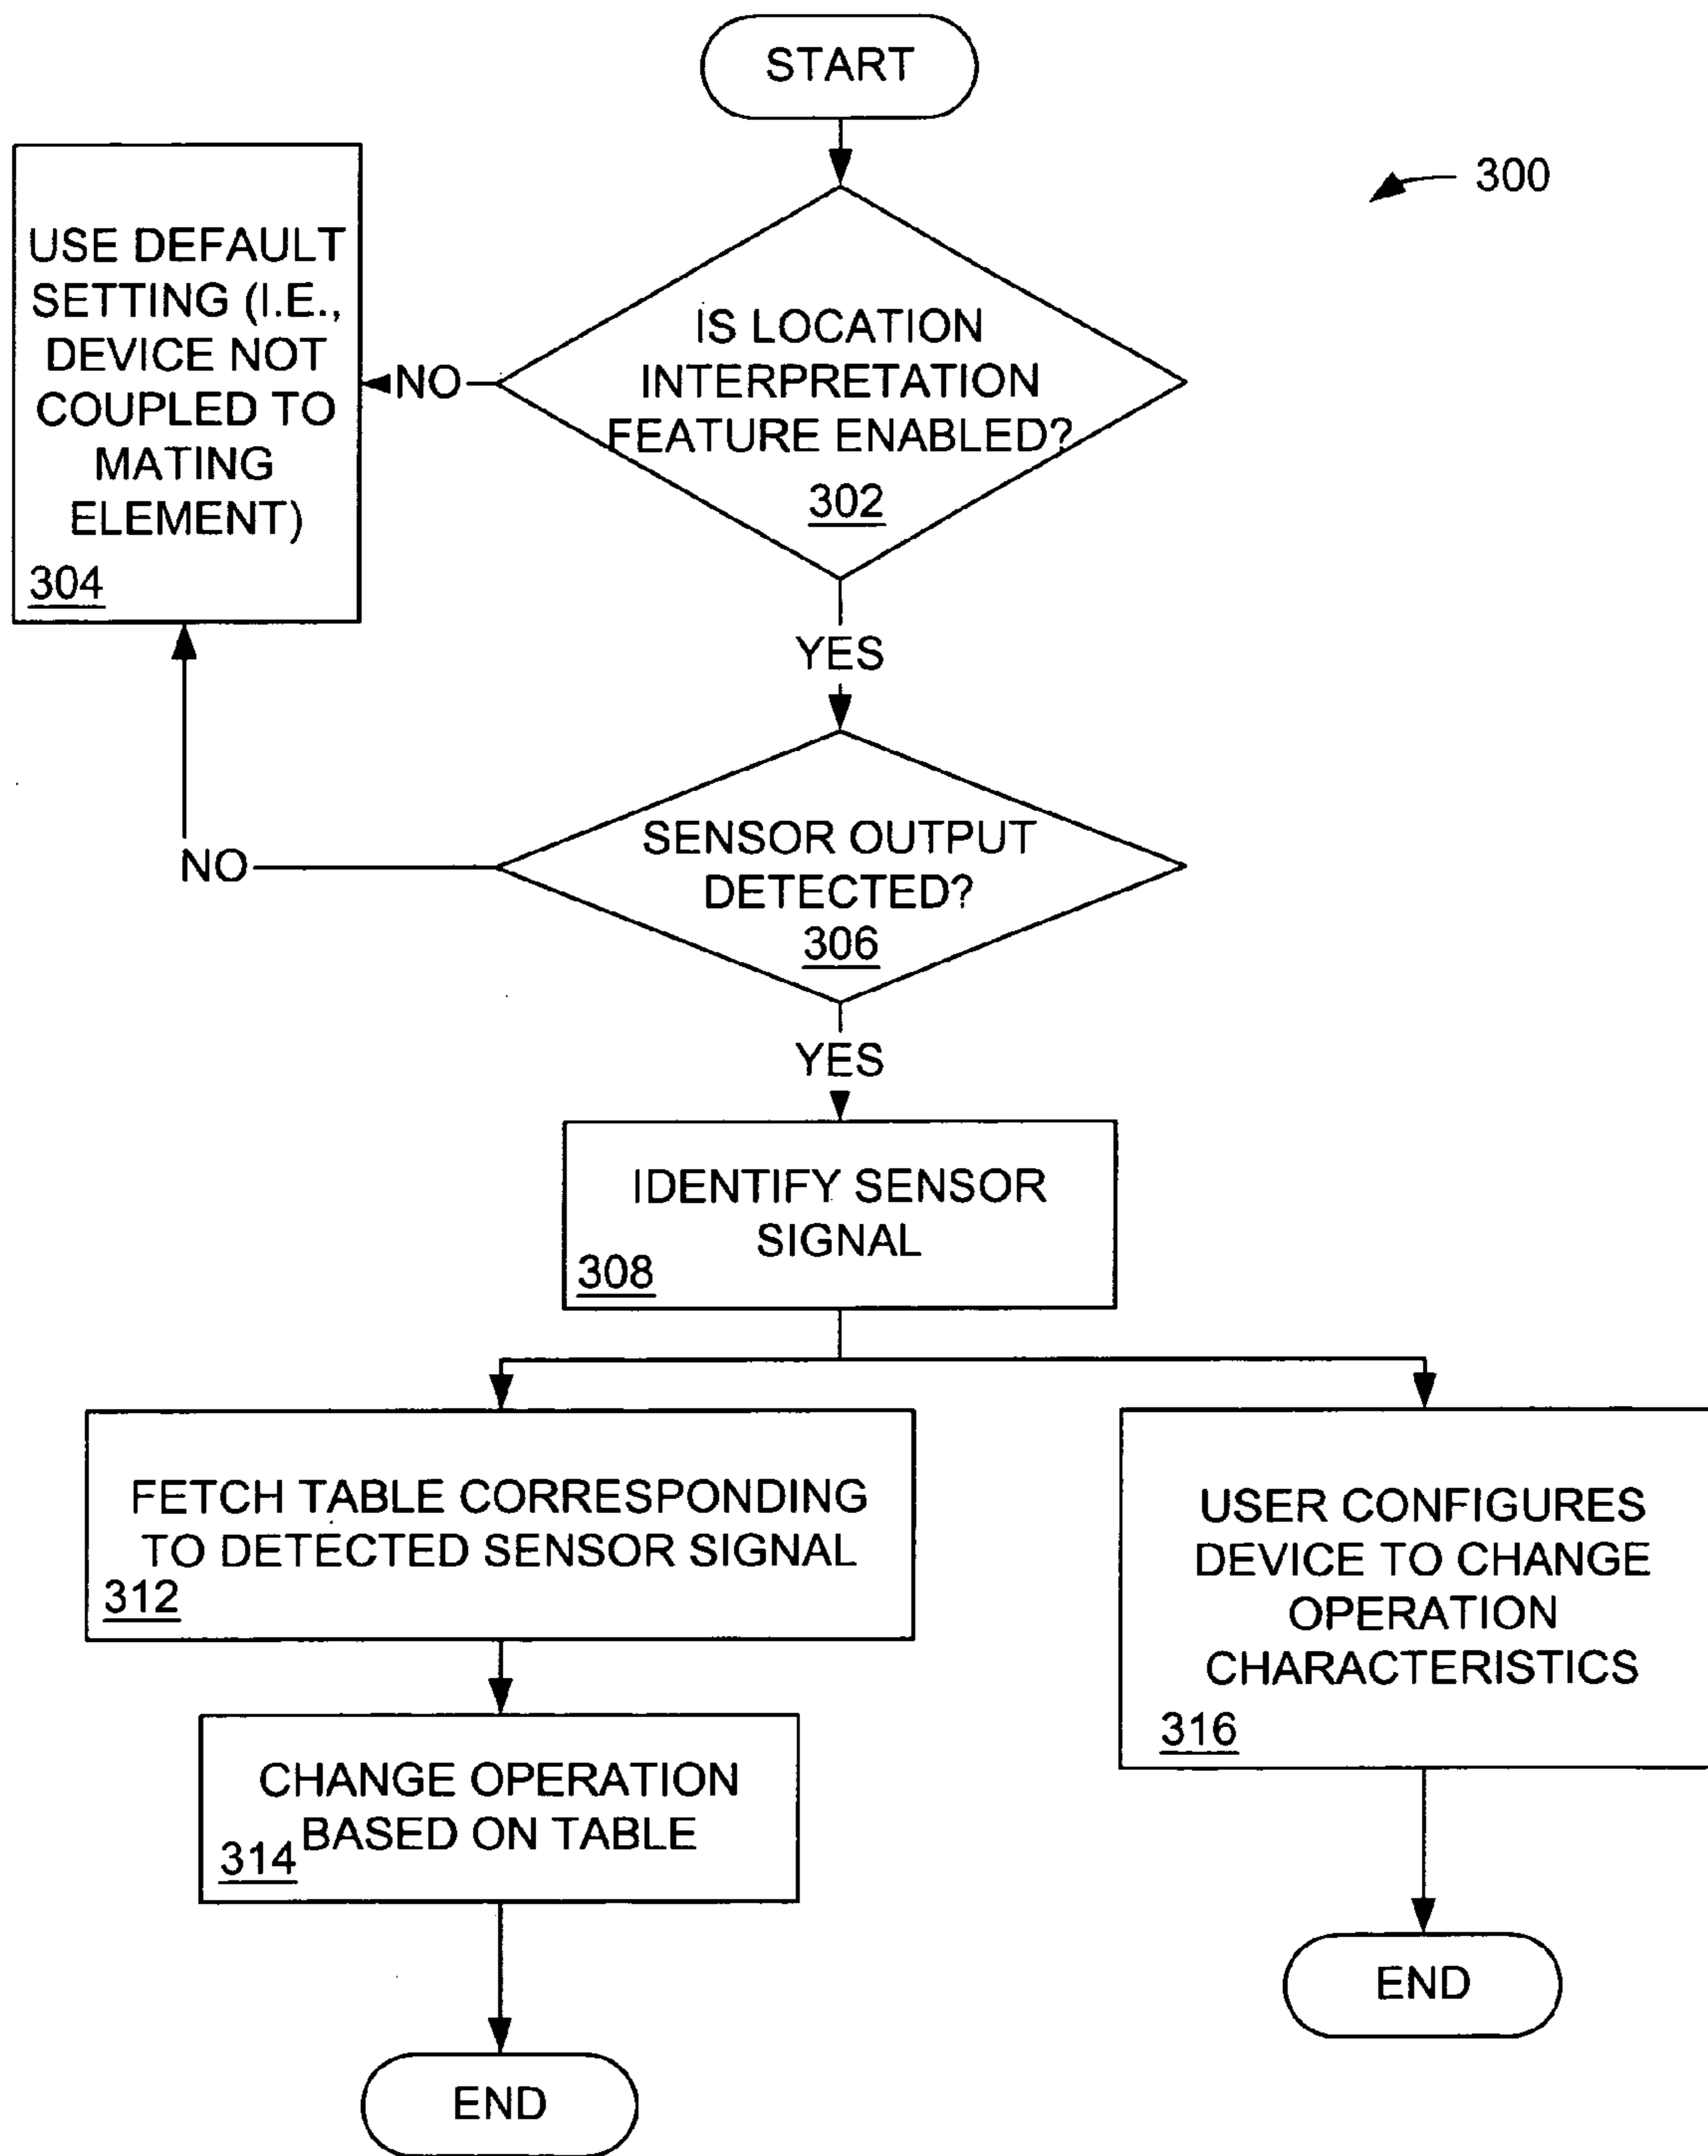 START
300
USE DEFAULT
SETTING (I.E.,
DEVICE NOT
COUPLED TO
MATING
ELEMENT)
304
NO
IS LOCATION
INTERPRETATION
FEATURE ENABLED?
302
YES
NO
SENSOR OUTPUT
DETECTED?
306
YES
IDENTIFY SENSOR
SIGNAL
308
FETCH TABLE CORRESPONDING
TO DETECTED SENSOR SIGNAL
312
USER CONFIGURES
DEVICE TO CHANGE
OPERATION
CHARACTERISTICS
316
CHANGE OPERATION
BASED ON TABLE
314
END
END